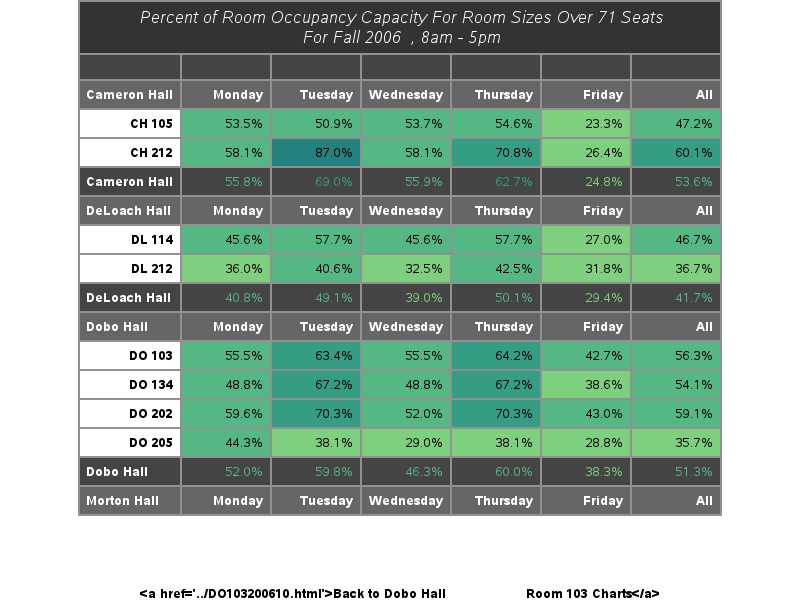 Percent of Room Occupancy Capacity For Room Sizes Over 71 Seats
For Fall 2006 , 8am - 5pm
Cameron Hall Monday Tuesday Wednesday Thursday Friday All
CH 105 53.5% 50.9% 53.7% 54.6% 23.3% 47.2%
CH 212 58.1% 87.0% 58.1% 70.8% 26.4% 60.1%
Cameron Hall 55.8% 69.0% 55.9% 62.7% 24.8% 53.6%
DeLoach Hall Monday Tuesday Wednesday Thursday Friday All
DL 114 45.6% 57.7% 45.6% 57.7% 27.0% 46.7%
DL 212 36.0% 40.6% 32.5% 42.5% 31.8% 36.7%
DeLoach Hall 40.8% 49.1% 39.0% 50.1% 29.4% 41.7%
Dobo Hall Monday Tuesday Wednesday Thursday Friday All
DO 103 55.5% 63.4% 55.5% 64.2% 42.7% 56.3%
DO 134 48.8% 67.2% 48.8% 67.2% 38.6% 54.1%
DO 202 59.6% 70.3% 52.0% 70.3% 43.0% 59.1%
DO 205 44.3% 38.1% 29.0% 38.1% 28.8% 35.7%
Dobo Hall 52.0% 59.8% 46.3% 60.0% 38.3% 51.3%
Morton Hall Monday Tuesday Wednesday Thursday Friday All
<a href='../DO103200610.html'>Back to Dobo Hall Room 103 Charts</a>